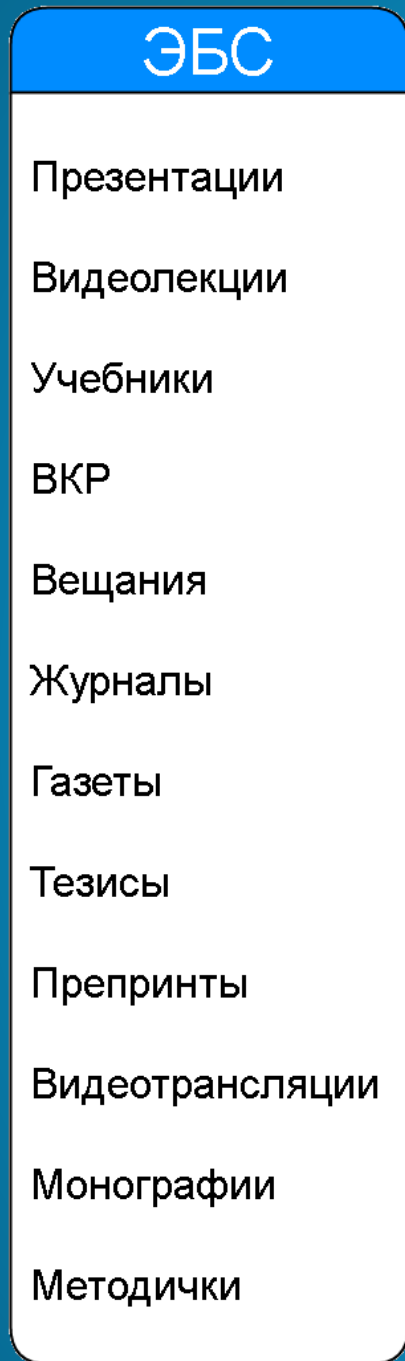 ЭБС
Презентации
Видеолекции
Учебники
ВКР
Вещания
Журналы
Газеты
Тезисы
Препринты
Видеотрансляции
Монографии
Методички